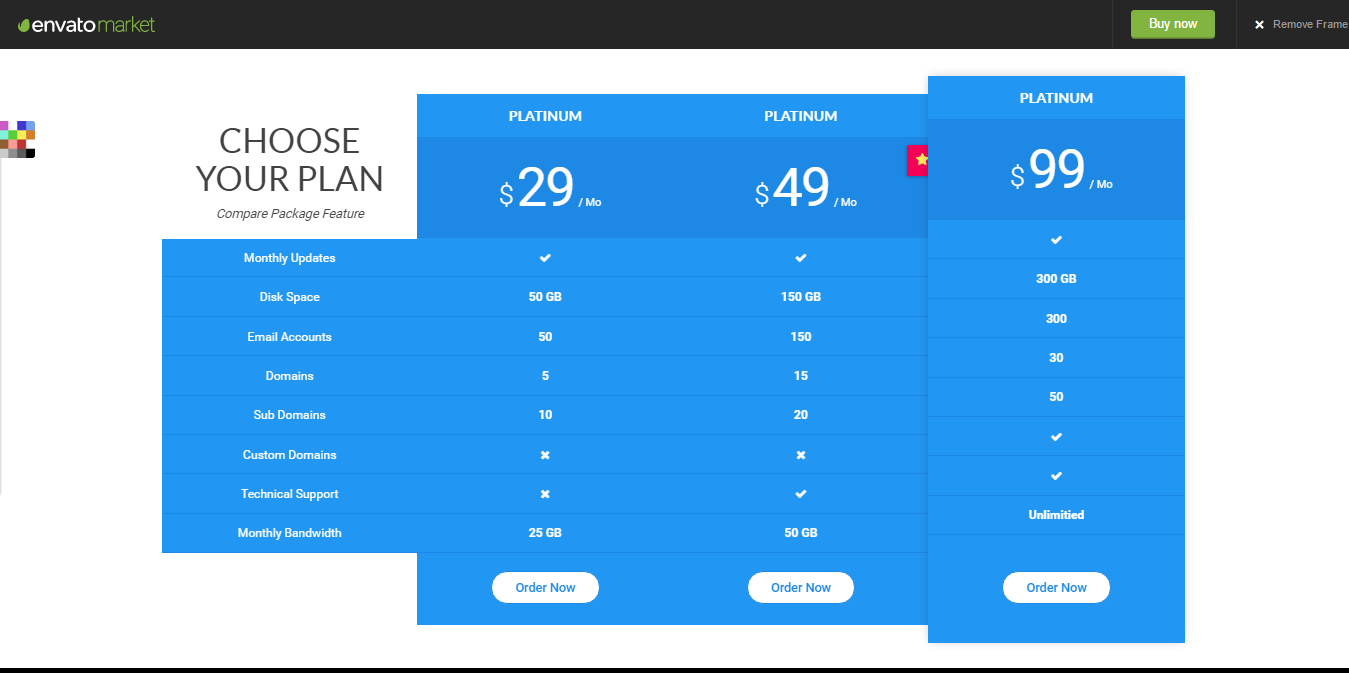 envato market
Buy now
Remove Frame
CHOOSE
YOUR PLAN
Compare Package Feature
PLATINUM
PLATINUM
PLATINUM
$29 / Mo
$49 / Mo
$99 / Mo
Monthly Updates
Disk Space 50 GB 150 GB 300 GB
Email Accounts 50 150 300
Domains 5 15 30
Sub Domains 10 20 50
Custom Domains
Technical Support
Monthly Bandwidth 25 GB 50 GB Unlimitied
Order Now
Order Now
Order Now